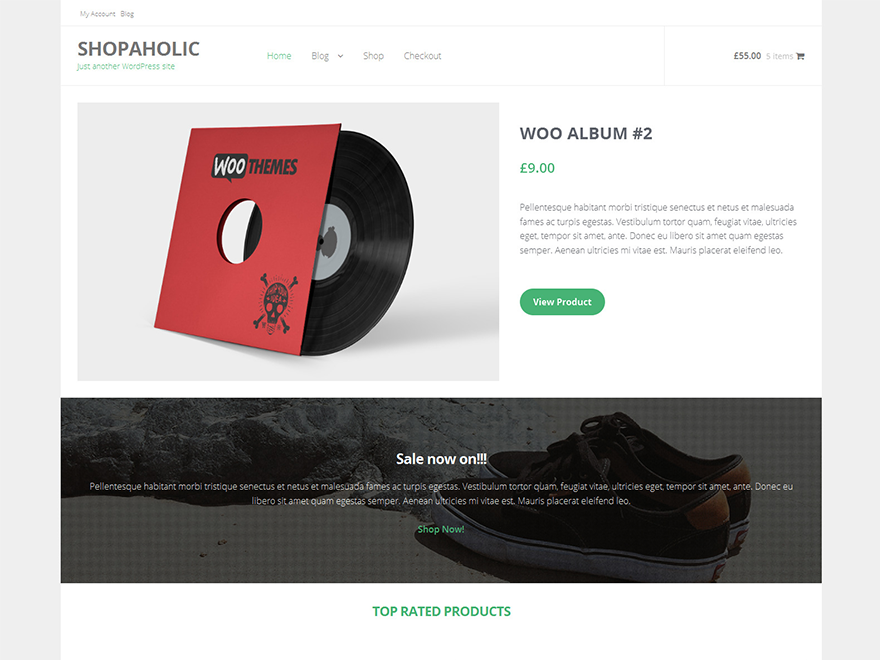 My Account Blog
SHOPAHOLIC
Just another WordPress site
Home Blog Shop Checkout
£55.00 5 items
WOO THEMES
WOO ALBUM #2
£9.00
Pellentesque habitant morbi tristique senectus et netus et malesuada
fames ac turpis egestas. Vestibulum tortor quam, feugiat vitae, ultricies
eget, tempor sit amet, ante. Donec eu libero sit amet quam egestas
semper. Aenean ultricies mi vitae est. Mauris placerat eleifend leo.
View Product
Sale now on!!!
Pellentesque habitant morbi tristique senectus et netus et malesuada fames ac turpis egestas. Vestibulum tortor quam, feugiat vitae, ultricies eget, tempor sit amet, ante. Donec eu
libero sit amet quam egestas semper. Aenean ultricies mi vitae est. Mauris placerat eleifend leo.
Shop Now!
TOP RATED PRODUCTS